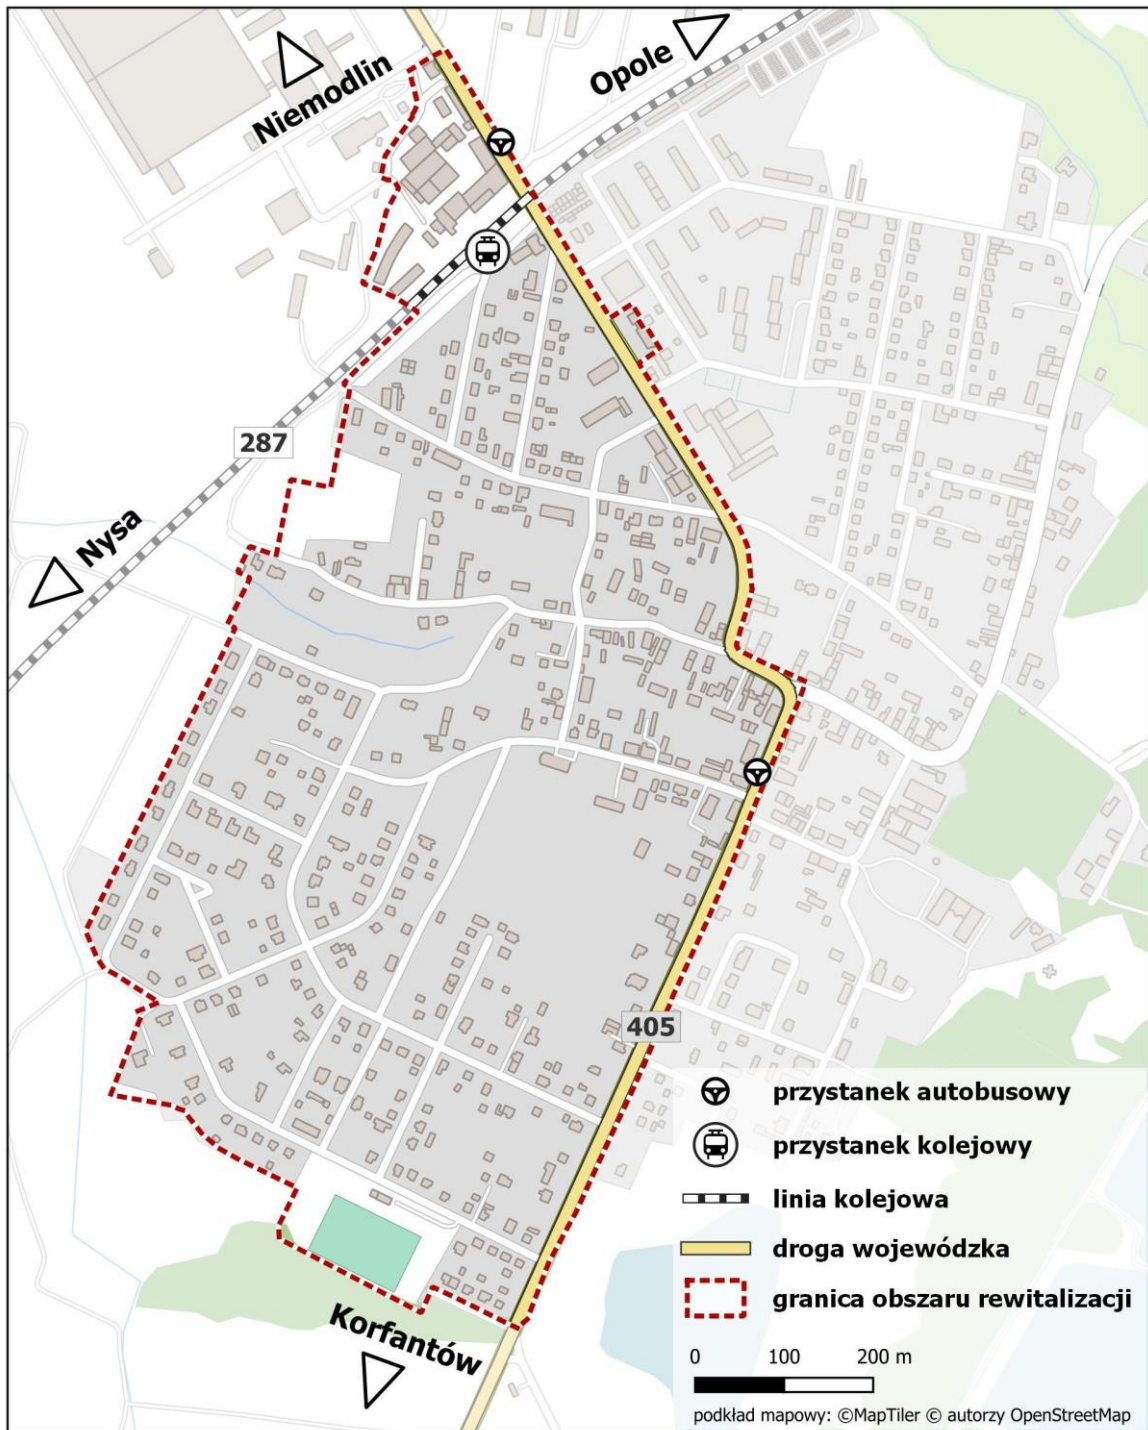 Niemodlin
Opole
287
Nysa
405
przystanek autobusowy
przystanek kolejowy
linia kolejowa
droga wojewódzka
granica obszaru rewitalizacji
Korfantów
0 100 200 m
podkład mapowy: ©MapTiler © autorzy OpenStreetMap